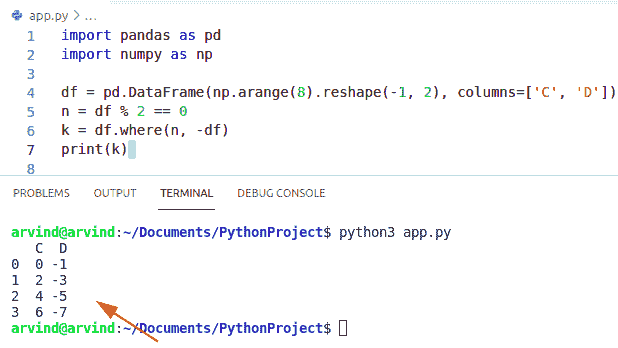 app.py > ...
1 import pandas as pd
2 import numpy as np
3
4 df = pd.DataFrame(np.arange(8).reshape(-1, 2), columns=['C', 'D'])
5 n = df % 2 == 0
6 k = df.where(n, -df)
7 print(k)
8
PROBLEMS OUTPUT TERMINAL DEBUG CONSOLE
arvind@arvind:~/Documents/PythonProject$ python3 app.py
   C  D
0  0 -1
1  2 -3
2  4 -5
3  6 -7
arvind@arvind:~/Documents/PythonProject$